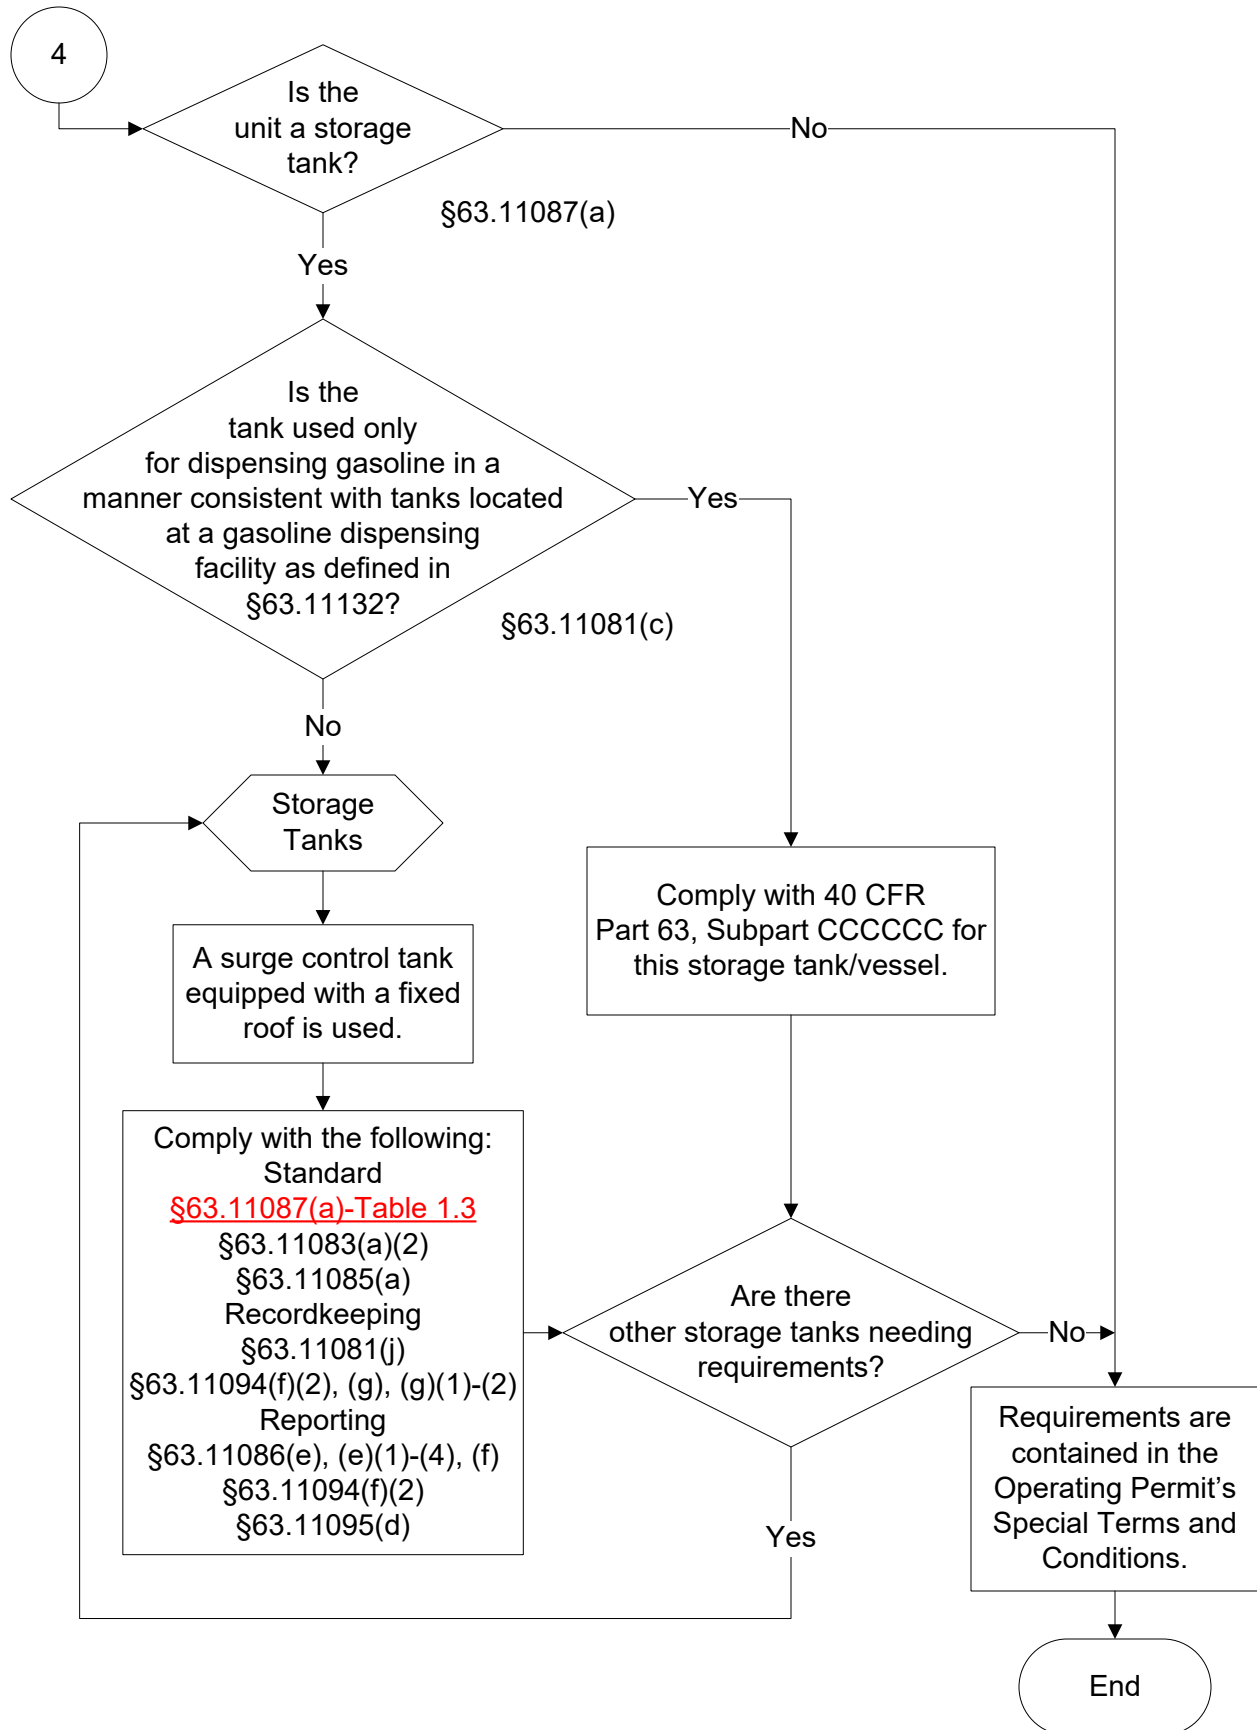 4
Is the
unit a storage
tank?
No
§63.11087(a)
Yes
Is the
tank used only
for dispensing gasoline in a
manner consistent with tanks located
at a gasoline dispensing
facility as defined in
§63.11132?
Yes
§63.11081(c)
No
Storage
Tanks
A surge control tank
equipped with a fixed
roof is used.
Comply with 40 CFR
Part 63, Subpart CCCCCC for
this storage tank/vessel.
Comply with the following:
Standard
§63.11087(a)-Table 1.3
§63.11083(a)(2)
§63.11085(a)
Recordkeeping
§63.11081(j)
§63.11094(f)(2), (g), (g)(1)-(2)
Reporting
§63.11086(e), (e)(1)-(4), (f)
§63.11094(f)(2)
§63.11095(d)
Are there
other storage tanks needing
requirements?
No
Yes
Requirements are
contained in the
Operating Permit’s
Special Terms and
Conditions.
End